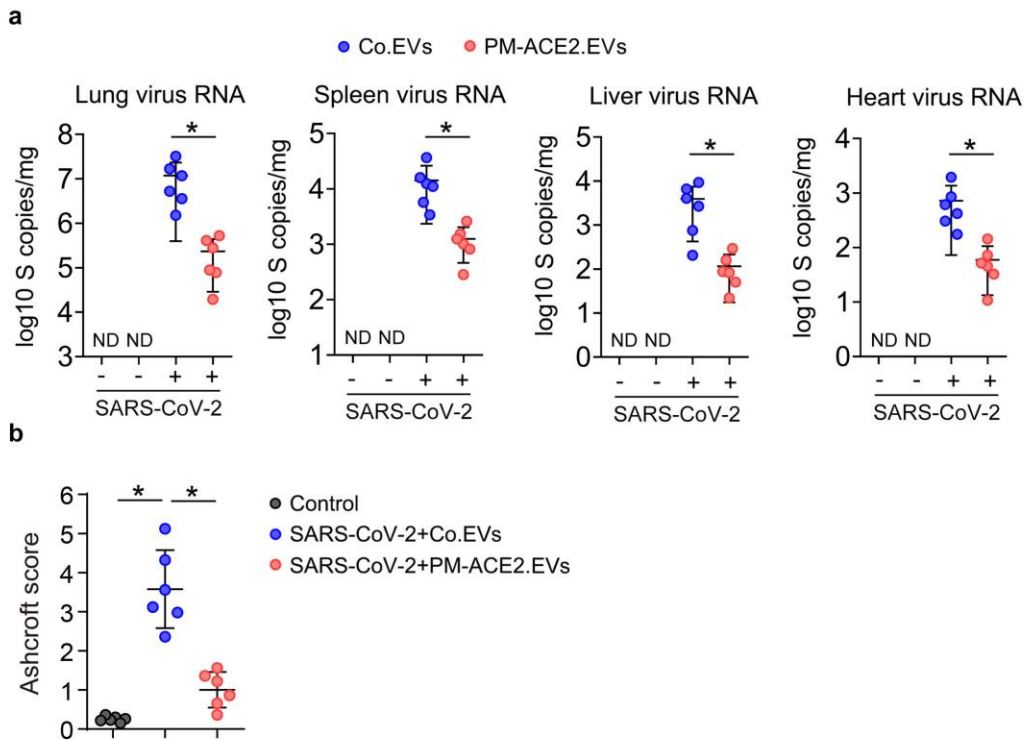 a
Co.EVs PM-ACE2.EVs
Lung virus RNA
log10 S copies/mg
8
7
6
5
4
3
*
ND ND
- - + +
SARS-CoV-2
Spleen virus RNA
log10 S copies/mg
5
4
3
2
1
*
ND ND
- - + +
SARS-CoV-2
Liver virus RNA
log10 S copies/mg
5
4
3
2
1
0
*
ND ND
- - + +
SARS-CoV-2
Heart virus RNA
log10 S copies/mg
4
3
2
1
0
*
ND ND
- - + +
SARS-CoV-2
b
Ashcroft score
6
5
4
3
2
1
0
* *
Control
SARS-CoV-2+Co.EVs
SARS-CoV-2+PM-ACE2.EVs